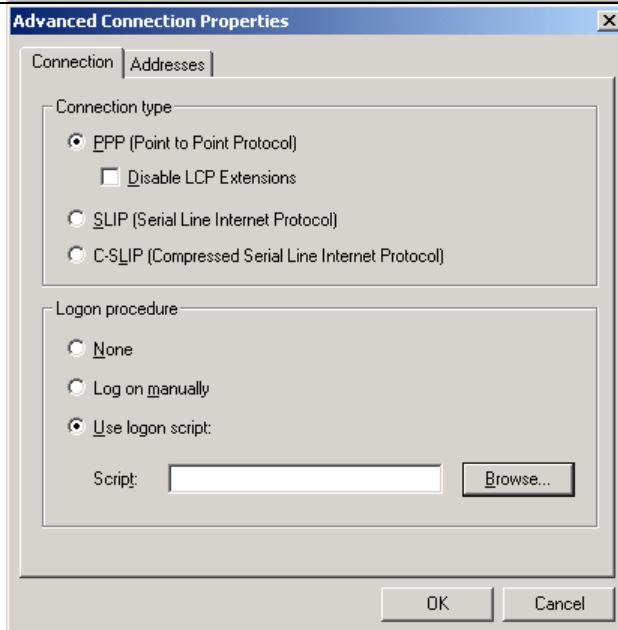 Advanced Connection Properties
Connection Addresses
Connection type
PPP (Point to Point Protocol)
Disable LCP Extensions
SLIP (Serial Line Internet Protocol)
C-SLIP (Compressed Serial Line Internet Protocol)
Logon procedure
None
Log on manually
Use logon script:
Script: Browse...
OK Cancel